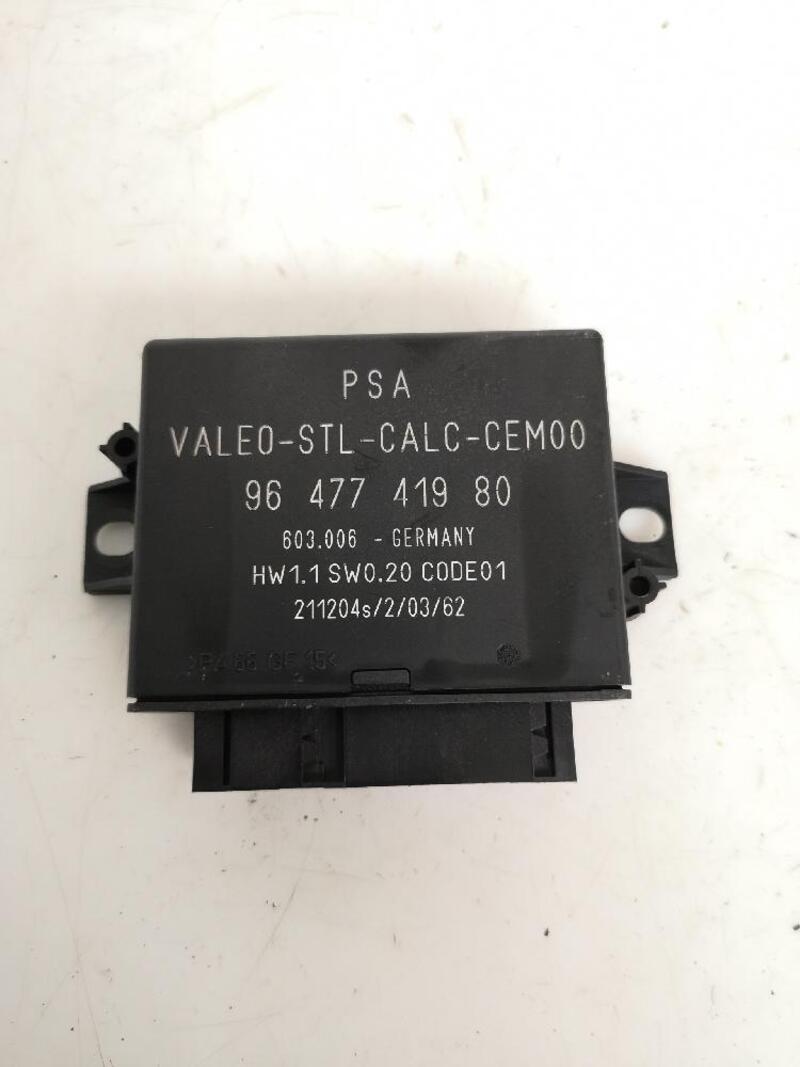 PSA
VALEO-STL-CALC-CEM00
96 477 419 80
603.006 - GERMANY
HW1.1 SW0.20 CODE01
211204s/2/03/62